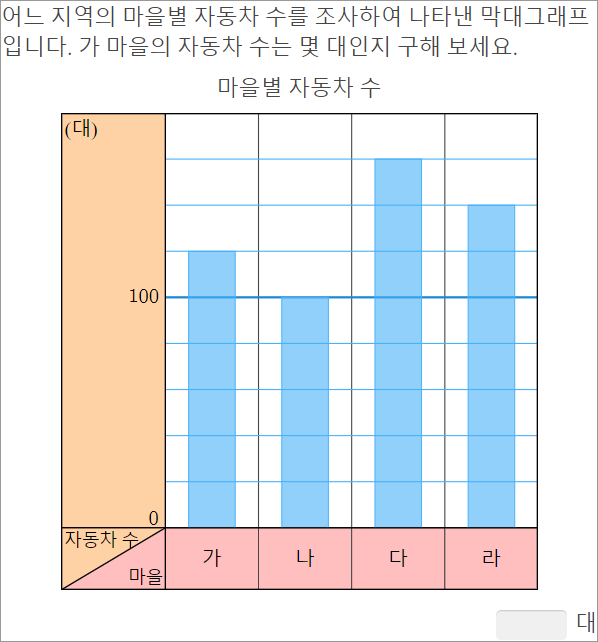 어느 지역의 마을별 자동차 수를 조사하여 나타낸 막대그래프
입니다. 가 마을의 자동차 수는 몇 대인지 구해 보세요.
마을별 자동차 수
(대)
100
0
자동차 수
마을
가 나 다 라
대